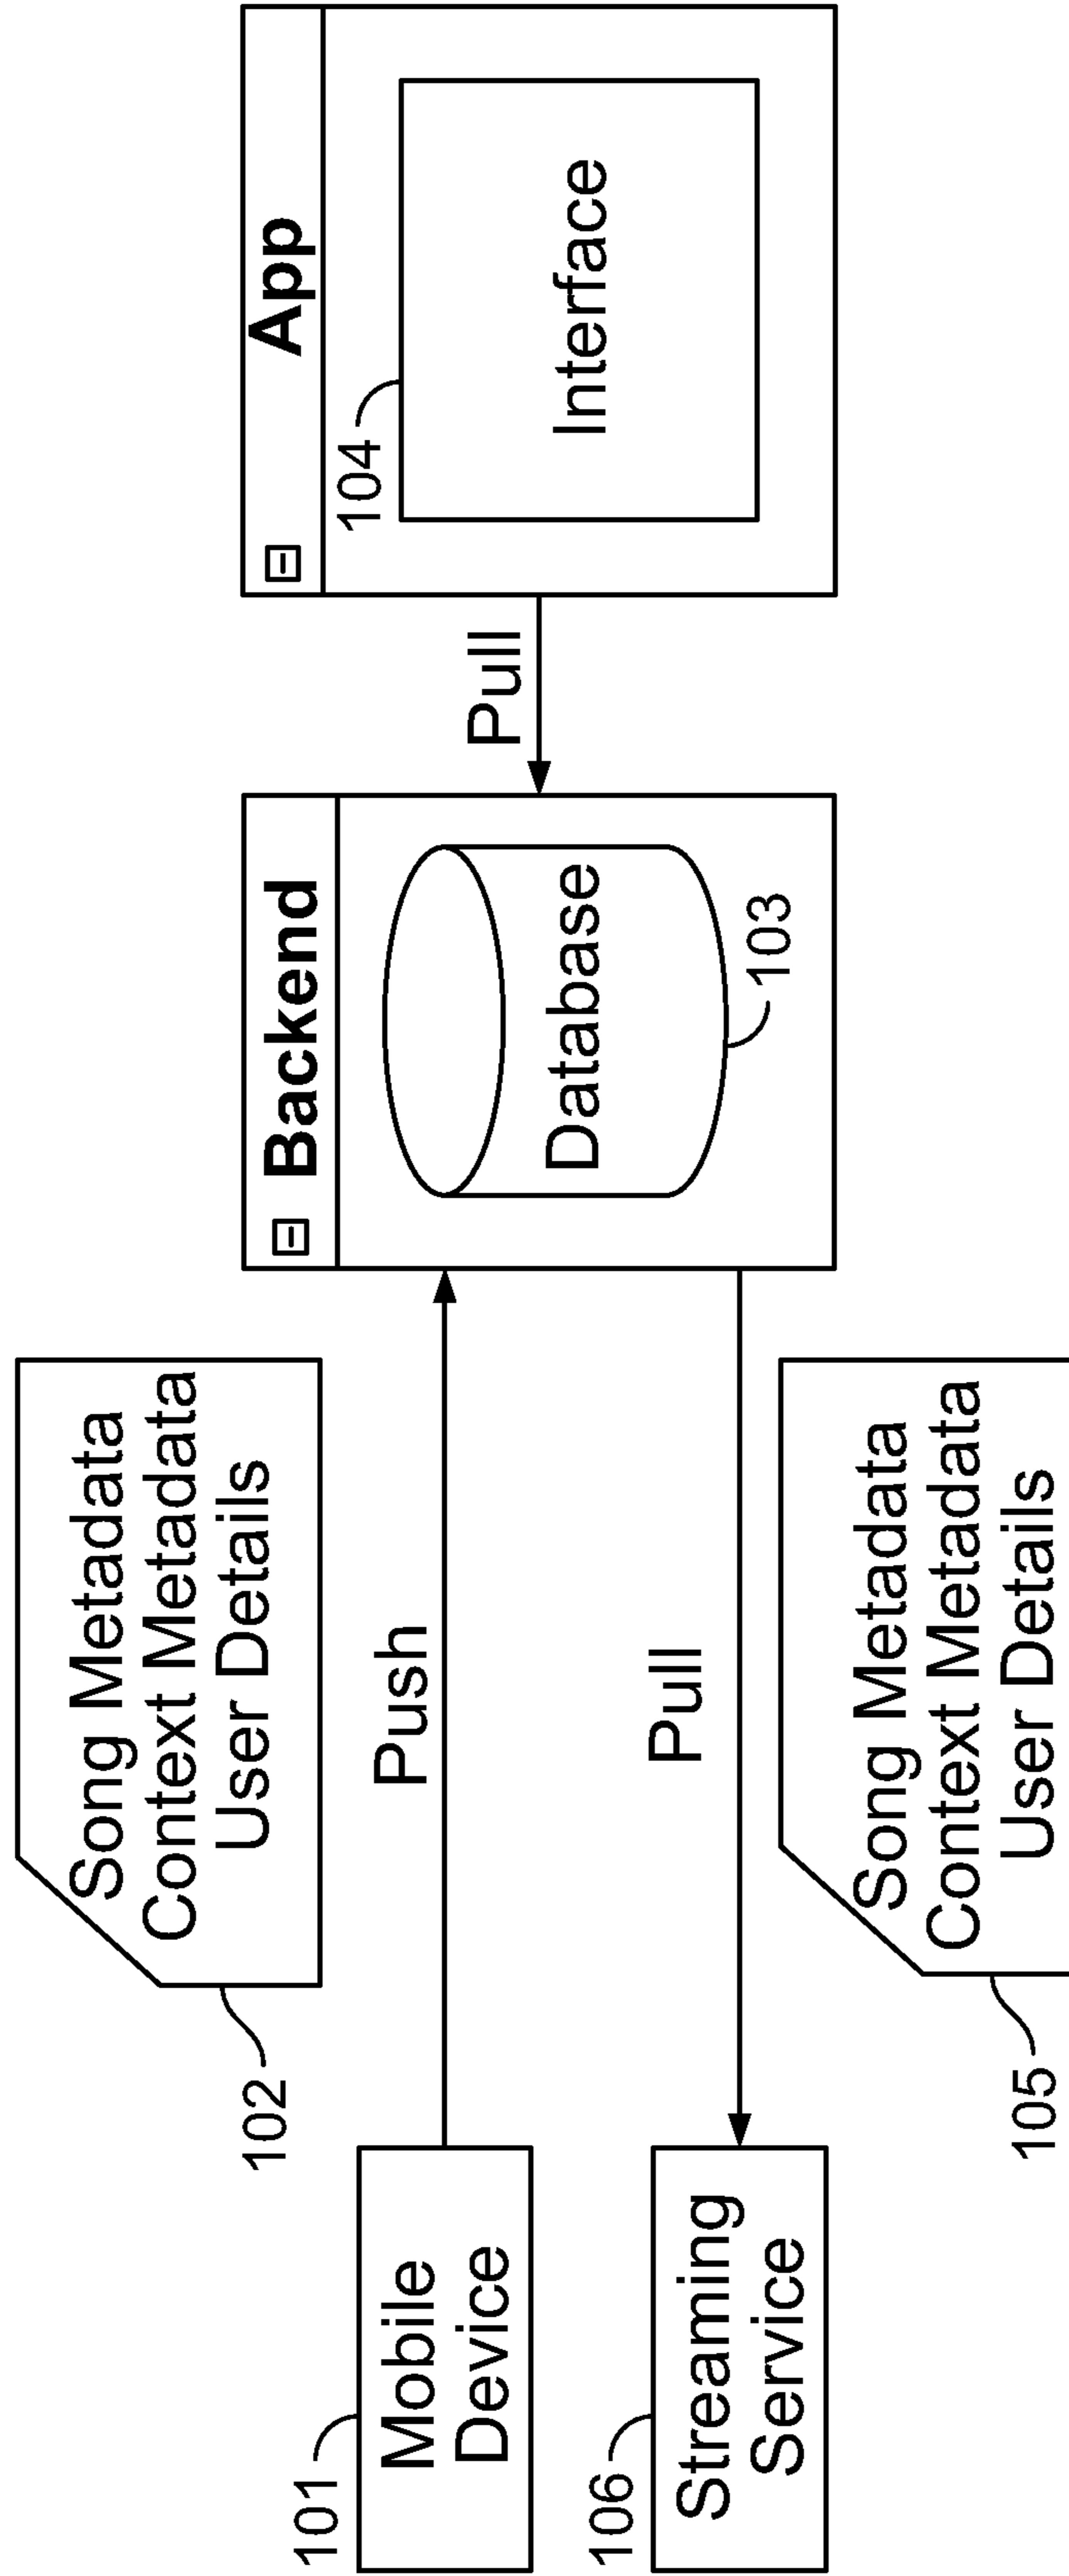 102
Song Metadata
Context Metadata
User Details
101
Mobile
Device
Push
Backend
Database
103
Pull
App
104
Interface
106
Streaming
Service
Pull
105
Song Metadata
Context Metadata
User Details